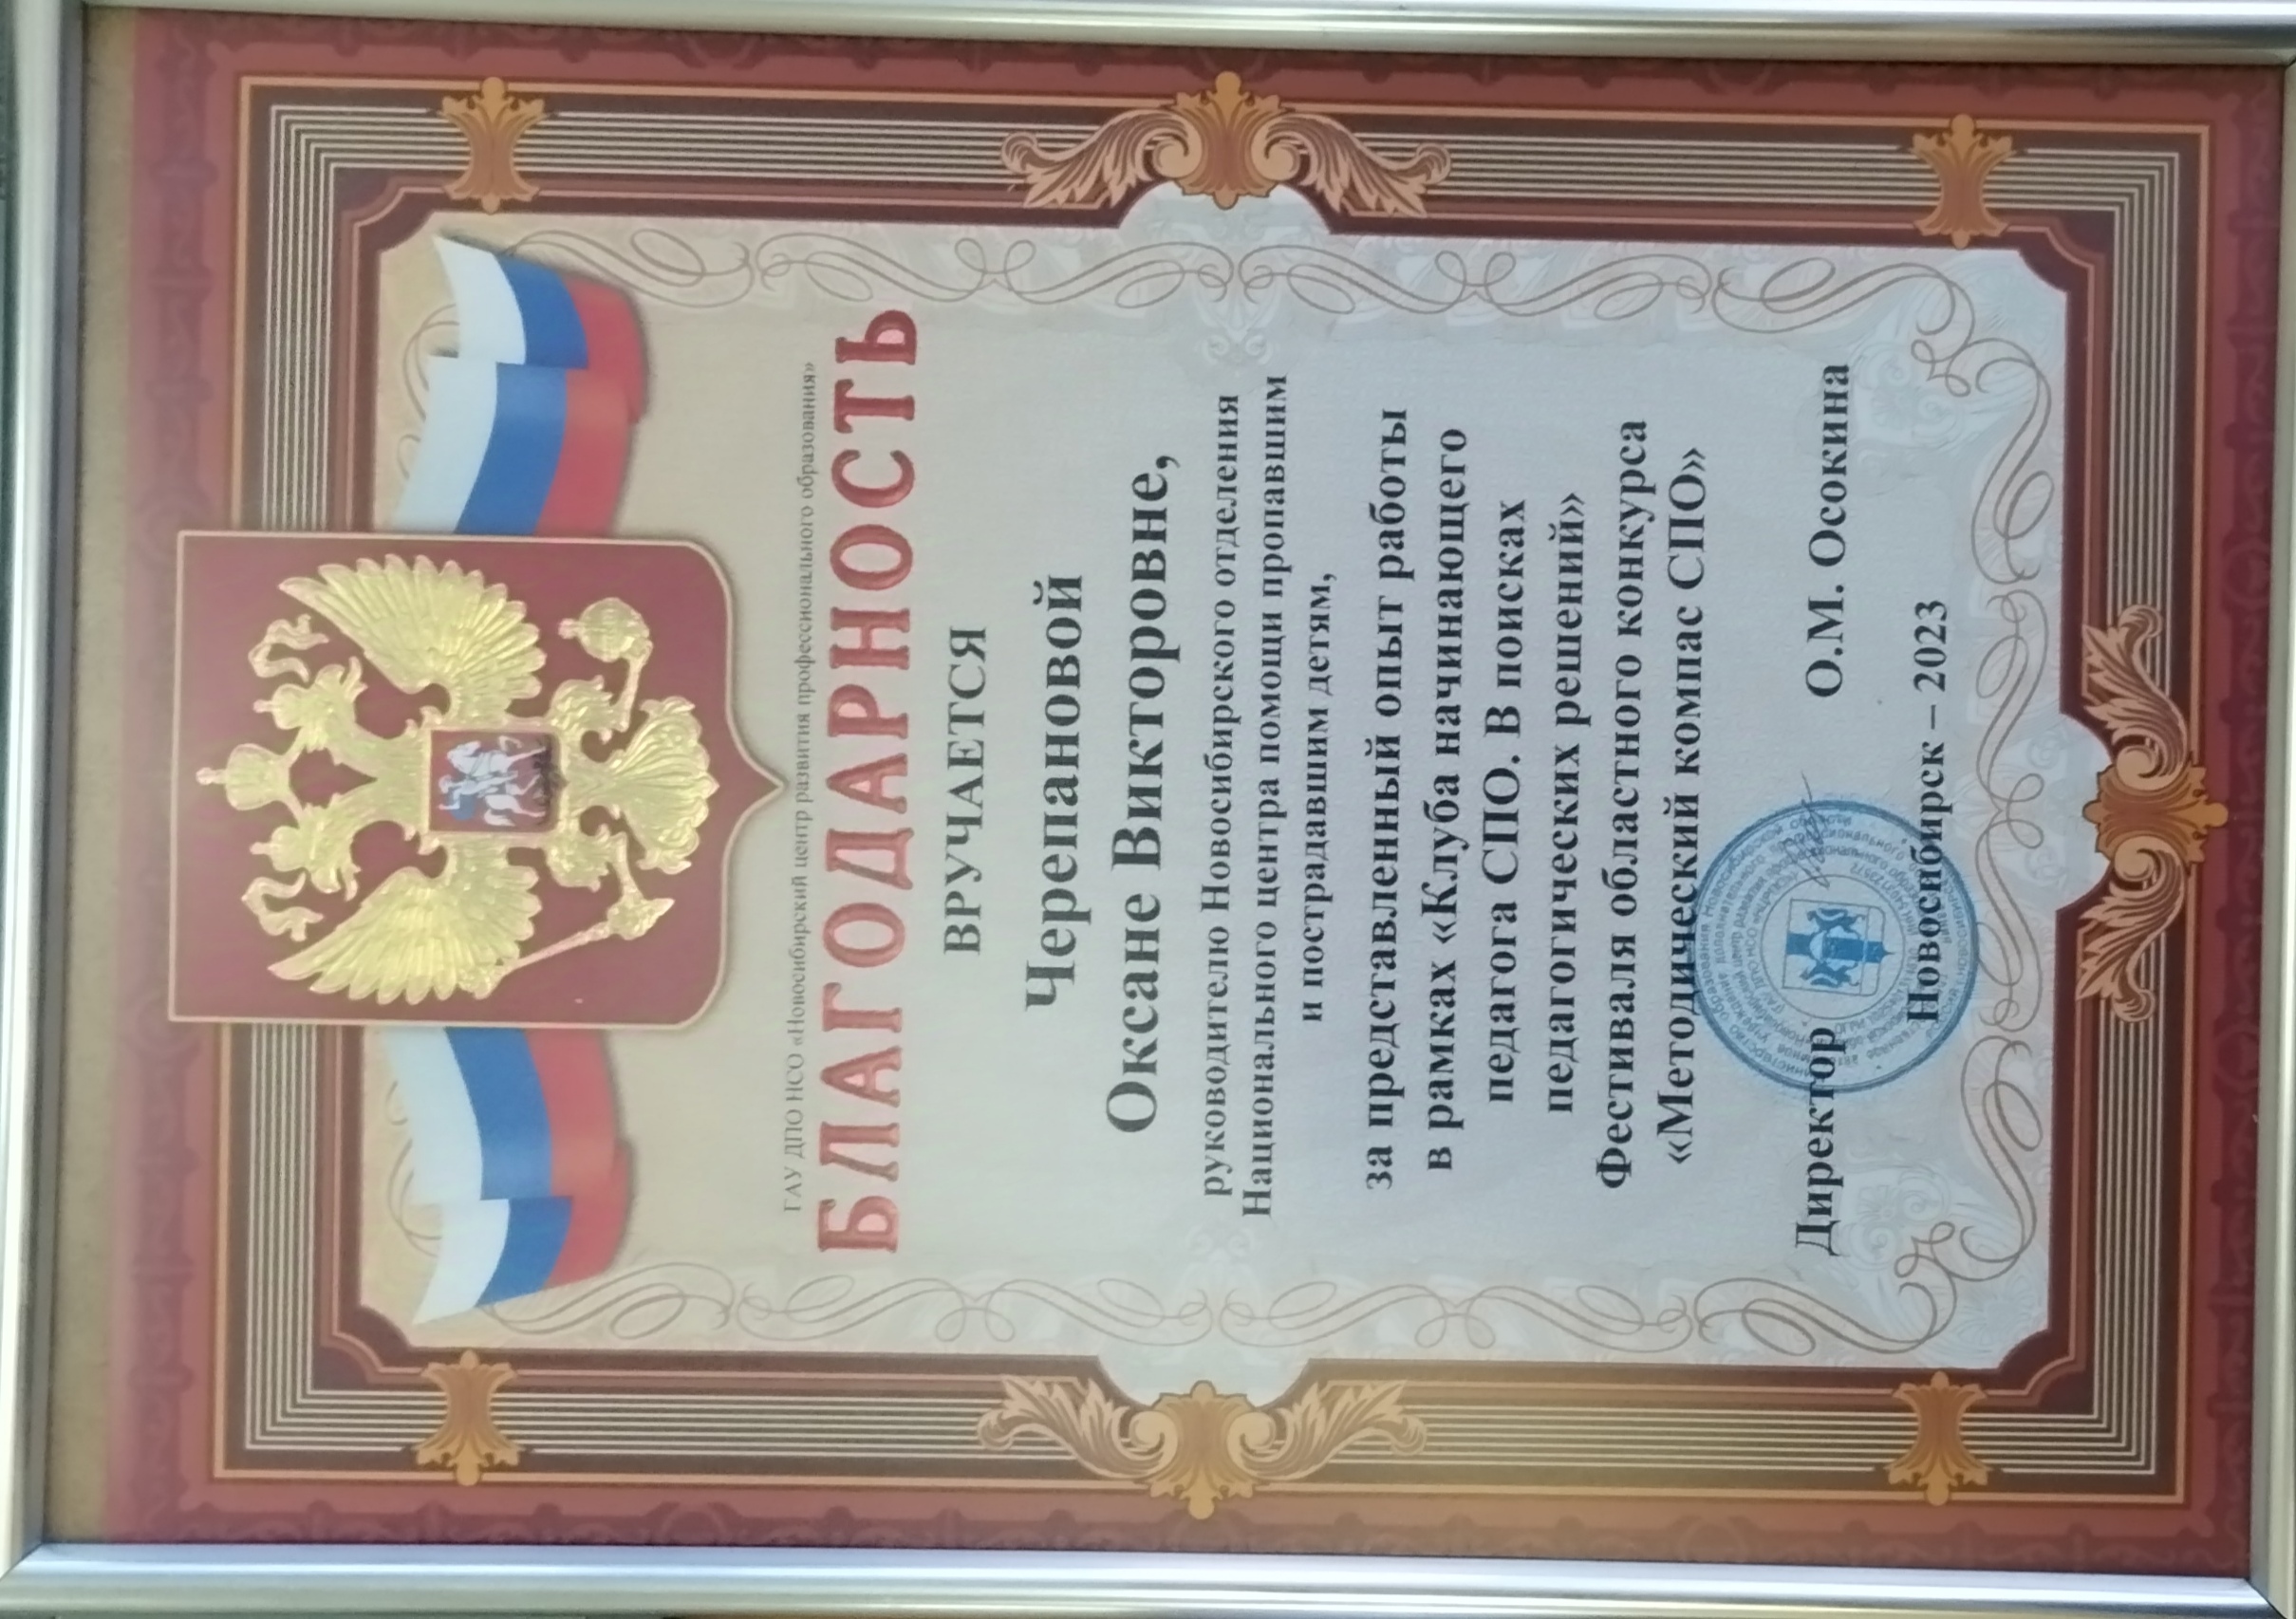 ГАУ ДПО НСО «Новосибирский центр развития профессионального образования»
БЛАГОДАРНОСТЬ
ВРУЧАЕТСЯ
Черепановой
Оксане Викторовне,
руководителю Новосибирского отделения
Национального центра помощи пропавшим
и пострадавшим детям,
за представленный опыт работы
в рамках «Клуба начинающего
педагога СПО. В поисках
педагогических решений»
Фестиваля областного конкурса
«Методический компас СПО»
Директор О.М. Осокина
Новосибирск – 2023